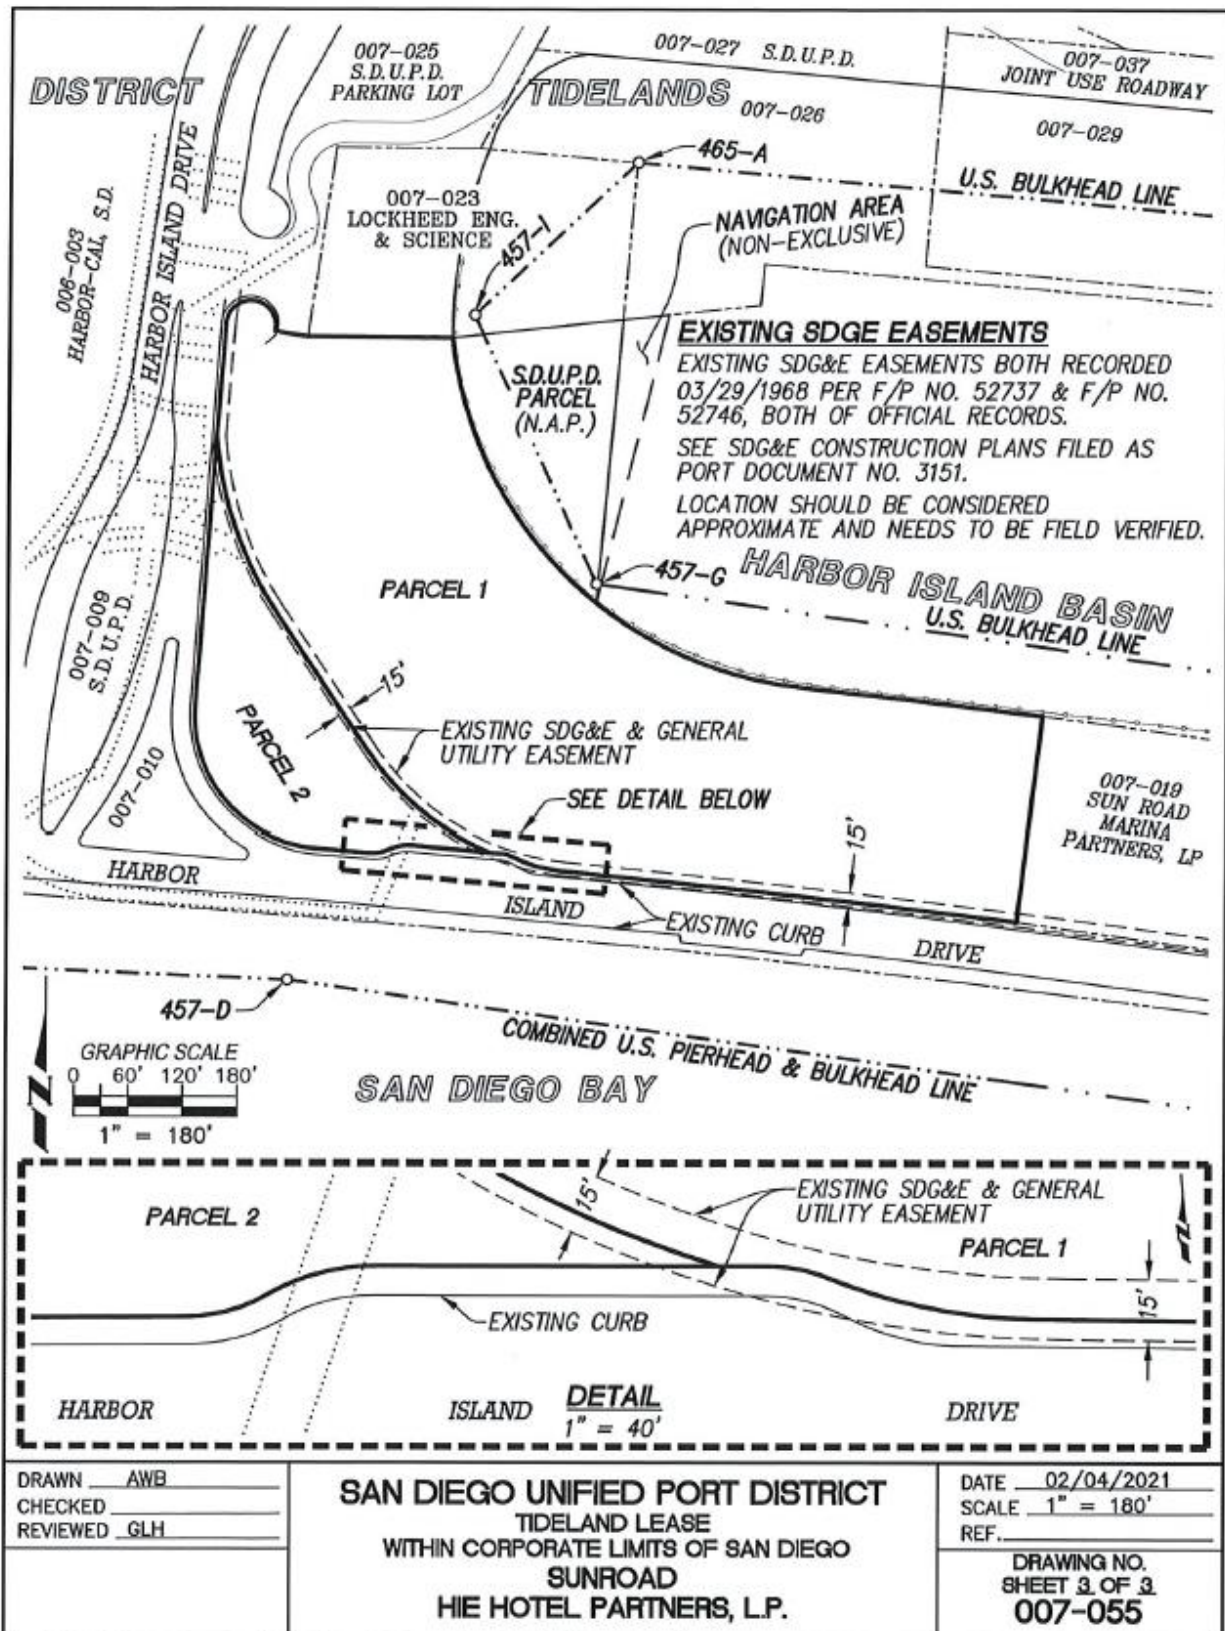 DISTRICT
TIDELANDS
007-025
S.D.U.P.D.
PARKING LOT
007-027 S.D.U.P.D.
007-037
JOINT USE ROADWAY
007-026
007-029
465-A
U.S. BULKHEAD LINE
006-003
HARBOR-CAL, S.D.
HARBOR ISLAND DRIVE
007-023
LOCKHEED ENG.
& SCIENCE
457-I
NAVIGATION AREA
(NON-EXCLUSIVE)
S.D.U.P.D.
PARCEL
(N.A.P.)
EXISTING SDGE EASEMENTS
EXISTING SDG&E EASEMENTS BOTH RECORDED
03/29/1968 PER F/P NO. 52737 & F/P NO.
52746, BOTH OF OFFICIAL RECORDS.
SEE SDG&E CONSTRUCTION PLANS FILED AS
PORT DOCUMENT NO. 3151.
LOCATION SHOULD BE CONSIDERED
APPROXIMATE AND NEEDS TO BE FIELD VERIFIED.
PARCEL 1
457-G
HARBOR ISLAND BASIN
U.S. BULKHEAD LINE
007-009
S.D.U.P.D.
15'
PARCEL 2
EXISTING SDG&E & GENERAL
UTILITY EASEMENT
007-010
SEE DETAIL BELOW
15'
007-019
SUN ROAD
MARINA
PARTNERS, LP
HARBOR
ISLAND
EXISTING CURB
DRIVE
457-D
COMBINED U.S. PIERHEAD & BULKHEAD LINE
N
GRAPHIC SCALE
0 60' 120' 180'
1" = 180'
SAN DIEGO BAY
PARCEL 2
15'
EXISTING SDG&E & GENERAL
UTILITY EASEMENT
PARCEL 1
N
15'
EXISTING CURB
HARBOR
ISLAND
DETAIL
1" = 40'
DRIVE
DRAWN AWB
CHECKED
REVIEWED GLH
SAN DIEGO UNIFIED PORT DISTRICT
TIDELAND LEASE
WITHIN CORPORATE LIMITS OF SAN DIEGO
SUNROAD
HIE HOTEL PARTNERS, L.P.
DATE 02/04/2021
SCALE 1" = 180'
REF.
DRAWING NO.
SHEET 3 OF 3
007-055